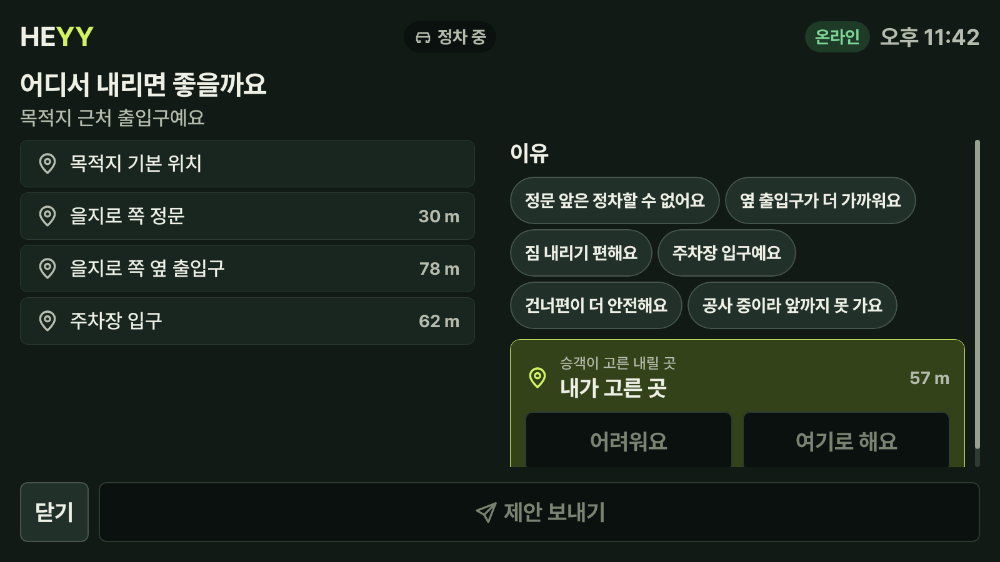 HEYY
정차 중
온라인
오후 11:42
어디서 내리면 좋을까요
목적지 근처 출입구예요
목적지 기본 위치
을지로 쪽 정문 30 m
을지로 쪽 옆 출입구 78 m
주차장 입구 62 m
이유
정문 앞은 정차할 수 없어요
옆 출입구가 더 가까워요
짐 내리기 편해요
주차장 입구예요
건너편이 더 안전해요
공사 중이라 앞까지 못 가요
승객이 고른 내릴 곳
내가 고른 곳 57 m
어려워요
여기로 해요
닫기
제안 보내기